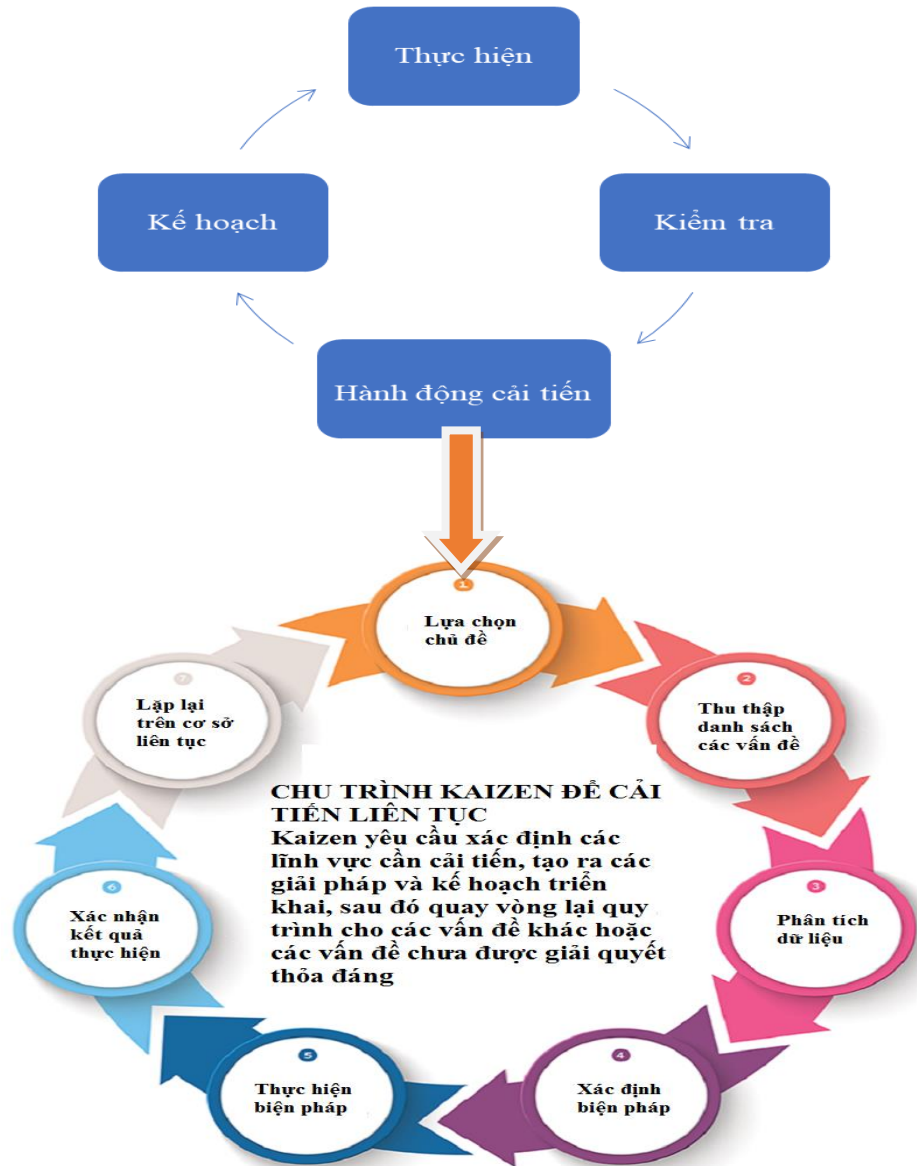 Thực hiện
Kế hoạch
Kiểm tra
Hành động cải tiến
1
Lựa chọn
chủ đề
2
Thu thập
danh sách
các vấn đề
3
Phân tích
dữ liệu
4
Xác định
biện pháp
5
Thực hiện
biện pháp
6
Xác nhận
kết quả
thực hiện
7
Lặp lại
trên cơ sở
liên tục
CHU TRÌNH KAIZEN ĐỂ CẢI
TIẾN LIÊN TỤC
Kaizen yêu cầu xác định các
lĩnh vực cần cải tiến, tạo ra các
giải pháp và kế hoạch triển
khai, sau đó quay vòng lại quy
trình cho các vấn đề khác hoặc
các vấn đề chưa được giải quyết
thỏa đáng